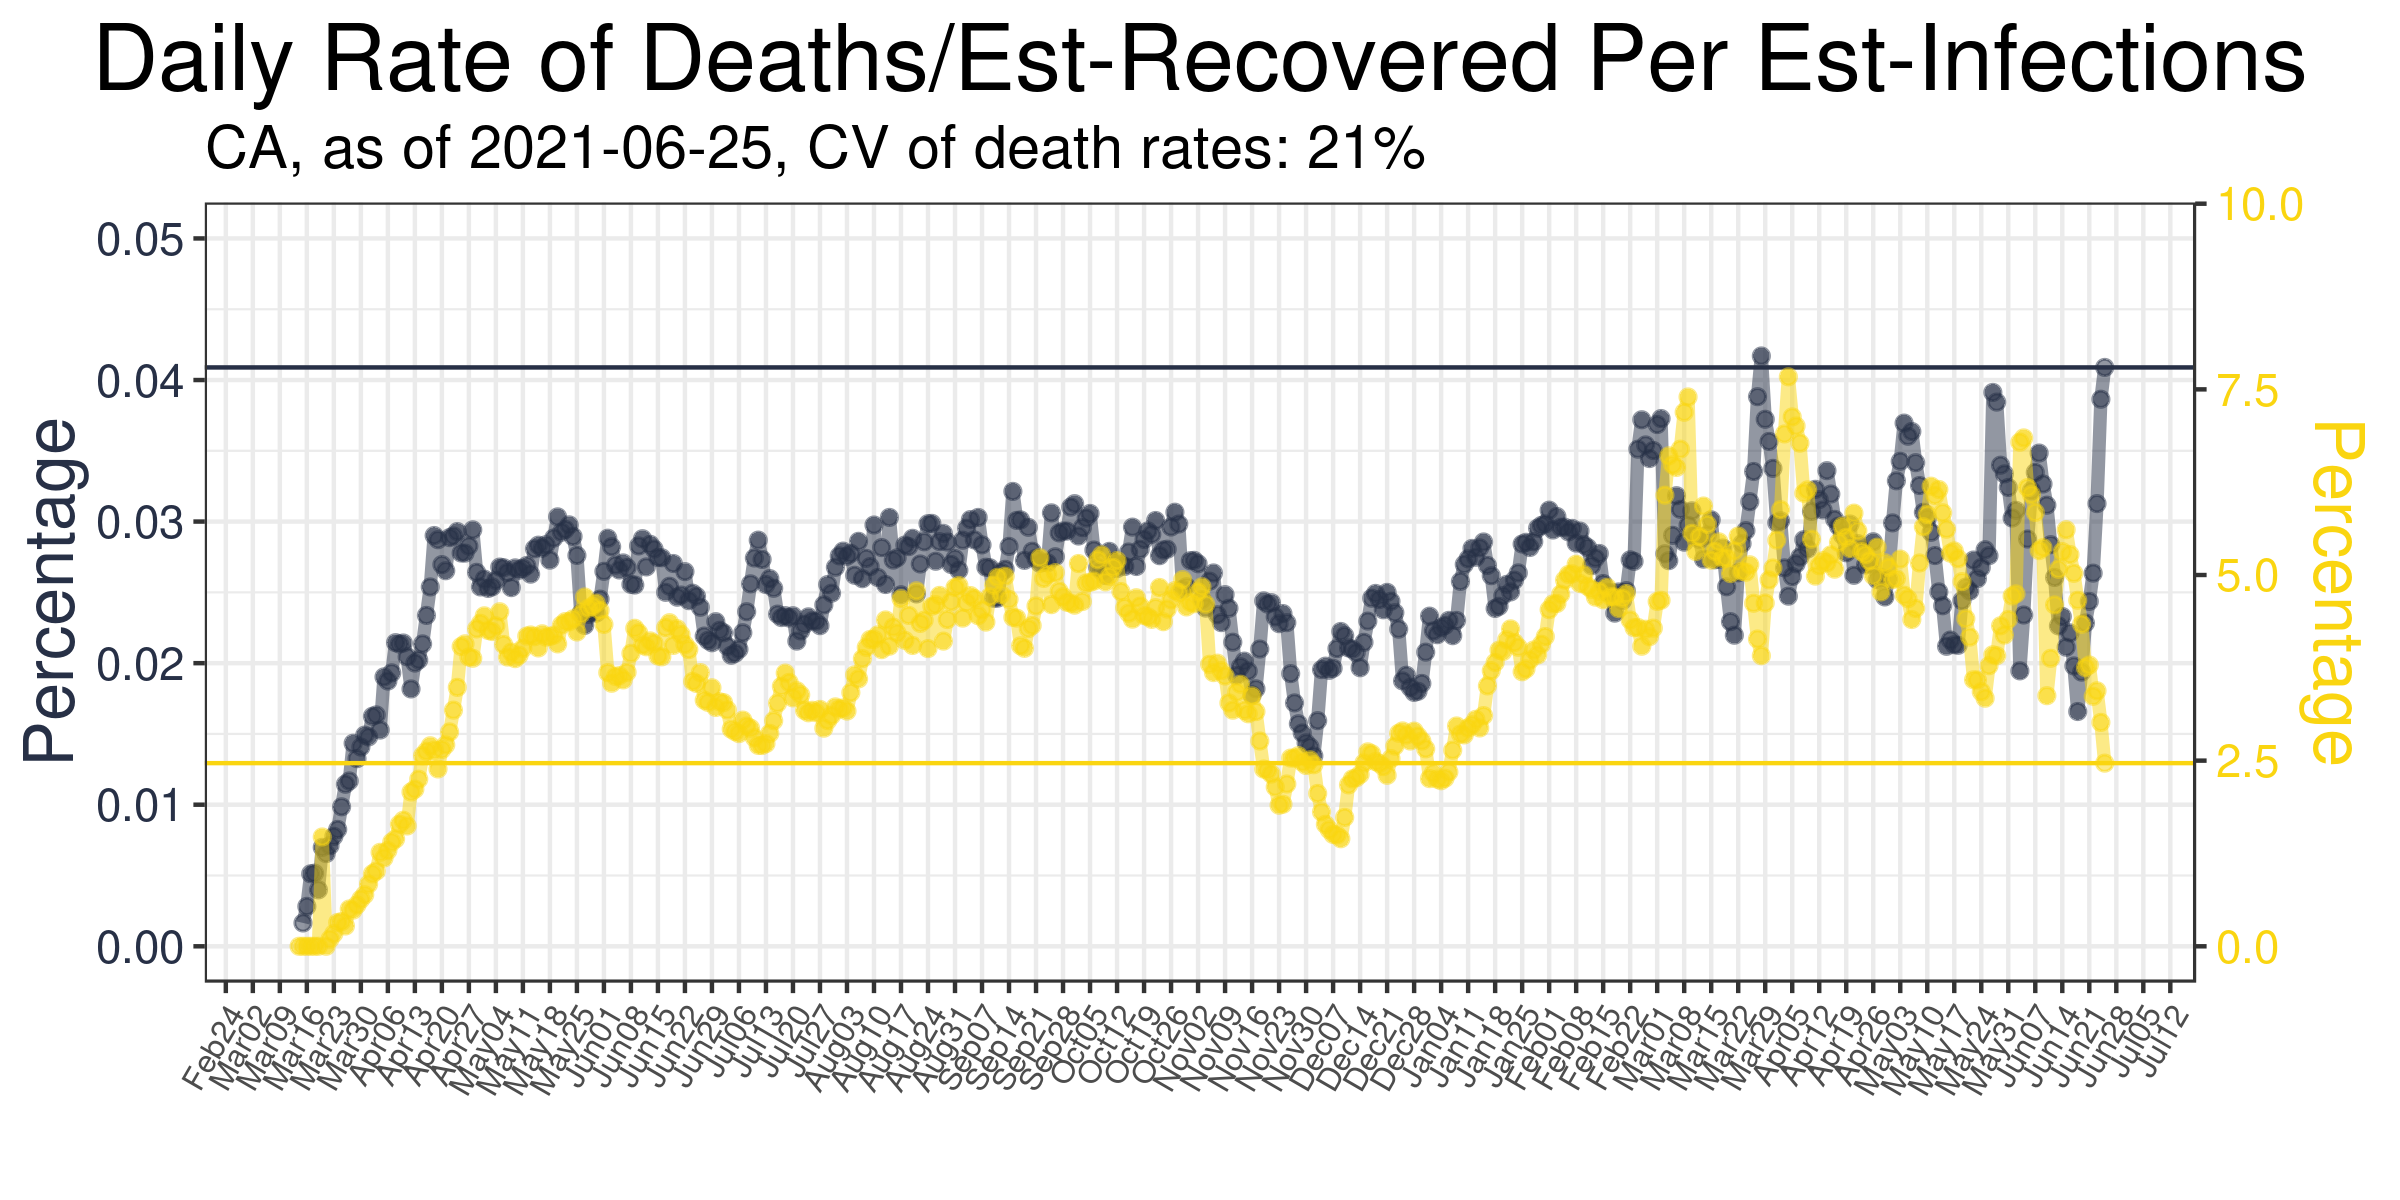 Daily Rate of Deaths/Est-Recovered Per Est-Infections
CA, as of 2021-06-25, CV of death rates: 21%
10.0
0.05
0.04
7.5
0.03
5.0
0.02
2.5
0.01
0.00
0.0
Percentage
Percentage
Feb24
Mar02
Mar09
Mar16
Mar23
Mar30
Apr06
Apr13
Apr20
Apr27
May04
May11
May18
May25
Jun01
Jun08
Jun15
Jun22
Jun29
Jul06
Jul13
Jul20
Jul27
Aug03
Aug10
Aug17
Aug24
Aug31
Sep07
Sep14
Sep21
Sep28
Oct05
Oct12
Oct19
Oct26
Nov02
Nov09
Nov16
Nov23
Nov30
Dec07
Dec14
Dec21
Dec28
Jan04
Jan11
Jan18
Jan25
Feb01
Feb08
Feb15
Feb22
Mar01
Mar08
Mar15
Mar22
Mar29
Apr05
Apr12
Apr19
Apr26
May03
May10
May17
May24
May31
Jun07
Jun14
Jun21
Jun28
Jul05
Jul12